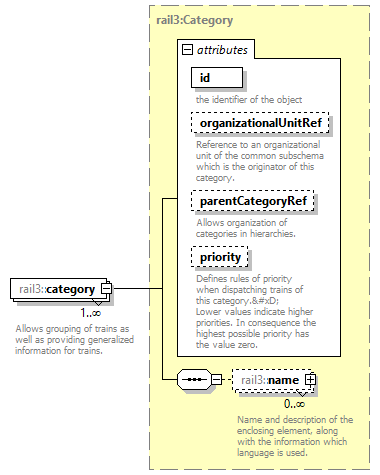 rail3:Category
attributes
id
the identifier of the object
organizationalUnitRef
Reference to an organizational
unit of the common subschema
which is the originator of this
category.
parentCategoryRef
Allows organization of
categories in hierarchies.
priority
Defines rules of priority
when dispatching trains of
this category.&#xD;
Lower values indicate higher
priorities. In consequence the
highest possible priority has
the value zero.
rail3::category
1..∞
Allows grouping of trains as
well as providing generalized
information for trains.
rail3::name
0..∞
Name and description of the
enclosing element, along
with the information which
language is used.